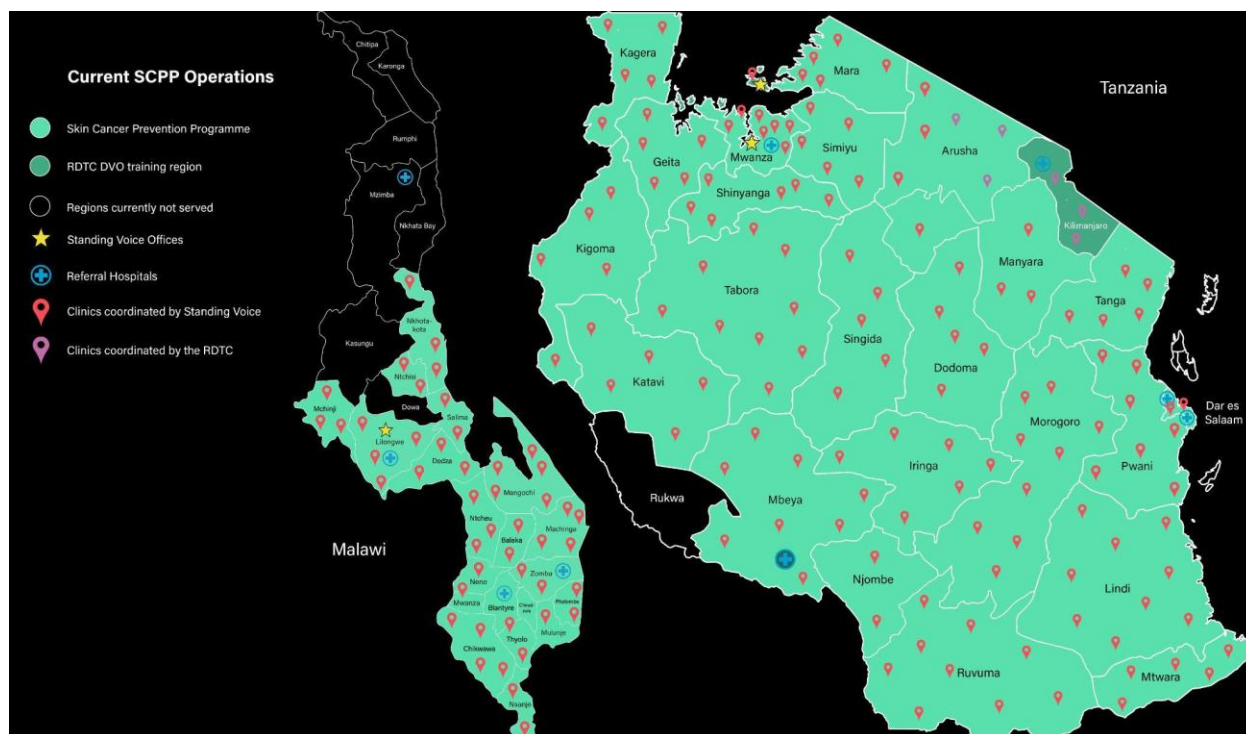 Current SCPP Operations
Skin Cancer Prevention Programme
RDTC DVO training region
Regions currently not served
Standing Voice Offices
Referral Hospitals
Clinics coordinated by Standing Voice
Clinics coordinated by the RDTC
Chitipa
Karonga
Rumphi
Mzimba
Nkhata Bay
Nkhota-
kota
Kasungu
Ntchisi
Dowa
Mchinji
Salima
Lilongwe
Dedza
Mangochi
Ntcheu
Balaka
Machinga
Zomba
Neno
Mwanza
Blantyre
Phalombe
Mulunje
Thyolo
Chikwawa
Nsanje
Malawi
Tanzania
Kagera
Mara
Arusha
Geita
Mwanza
Simiyu
Shinyanga
Kilimanjaro
Kigoma
Tabora
Manyara
Tanga
Singida
Dodoma
Katavi
Morogoro
Dar es
Salaam
Pwani
Iringa
Rukwa
Mbeya
Njombe
Lindi
Ruvuma
Mtwara